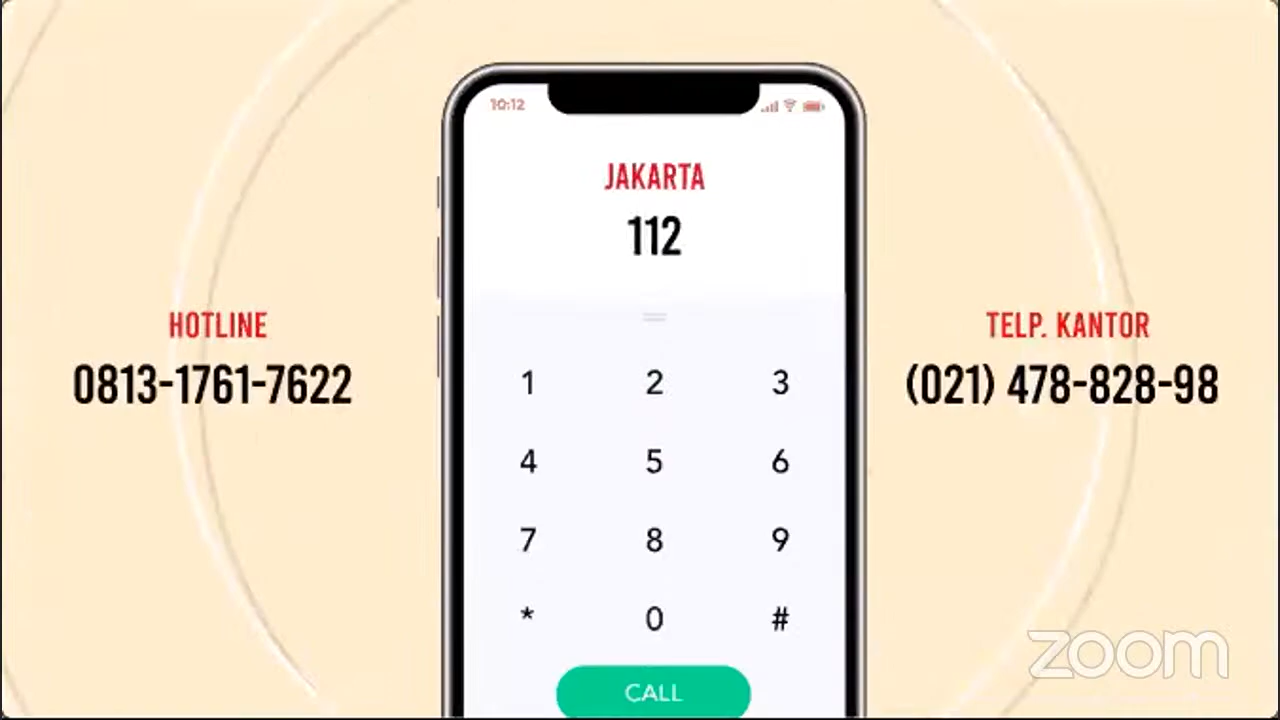 10:12
JAKARTA
112
HOTLINE
0813-1761-7622
TELP. KANTOR
(021) 478-828-98
1 2 3
4 5 6
7 8 9
* 0 #
CALL
zoom